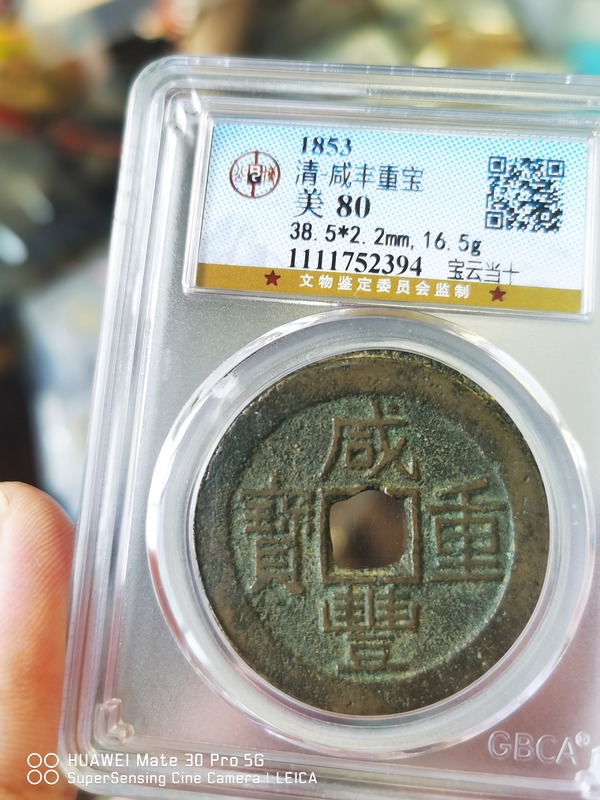 1853
清·咸丰重宝
美 80
38.5*2.2mm,16.5g
1111752394 宝云当十
文物鉴定委员会监制
咸
寶 重
豐
GBCA®
HUAWEI Mate 30 Pro 5G
SuperSensing Cine Camera | LEICA